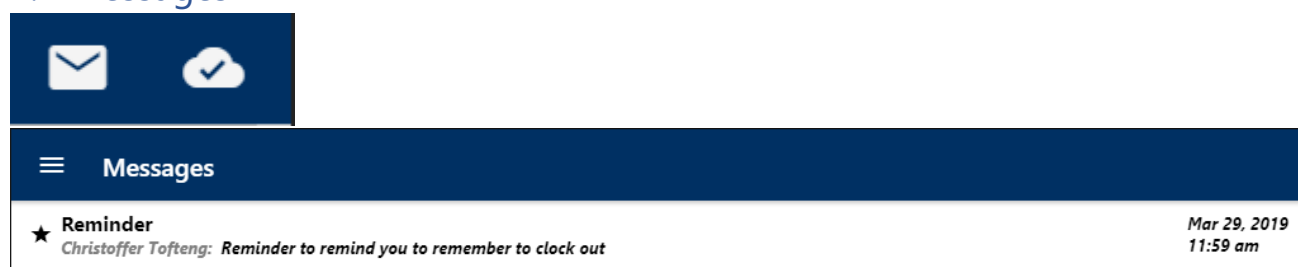 Messages
Messages
Reminder
Mar 29, 2019
Christoffer Tofteng: Reminder to remind you to remember to clock out
11:59 am